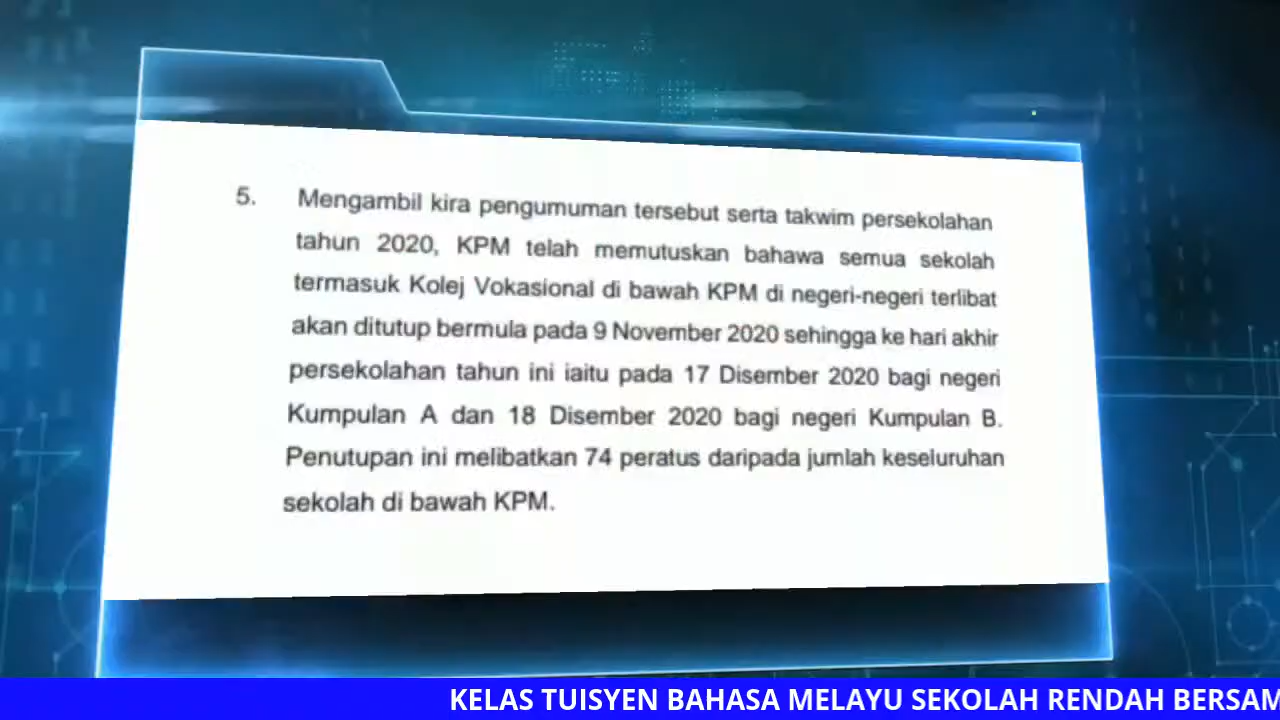 5. Mengambil kira pengumuman tersebut serta takwim persekolahan
tahun 2020, KPM telah memutuskan bahawa semua sekolah
termasuk Kolej Vokasional di bawah KPM di negeri-negeri terlibat
akan ditutup bermula pada 9 November 2020 sehingga ke hari akhir
persekolahan tahun ini iaitu pada 17 Disember 2020 bagi negeri
Kumpulan A dan 18 Disember 2020 bagi negeri Kumpulan B.
Penutupan ini melibatkan 74 peratus daripada jumlah keseluruhan
sekolah di bawah KPM.
KELAS TUISYEN BAHASA MELAYU SEKOLAH RENDAH BERSAM